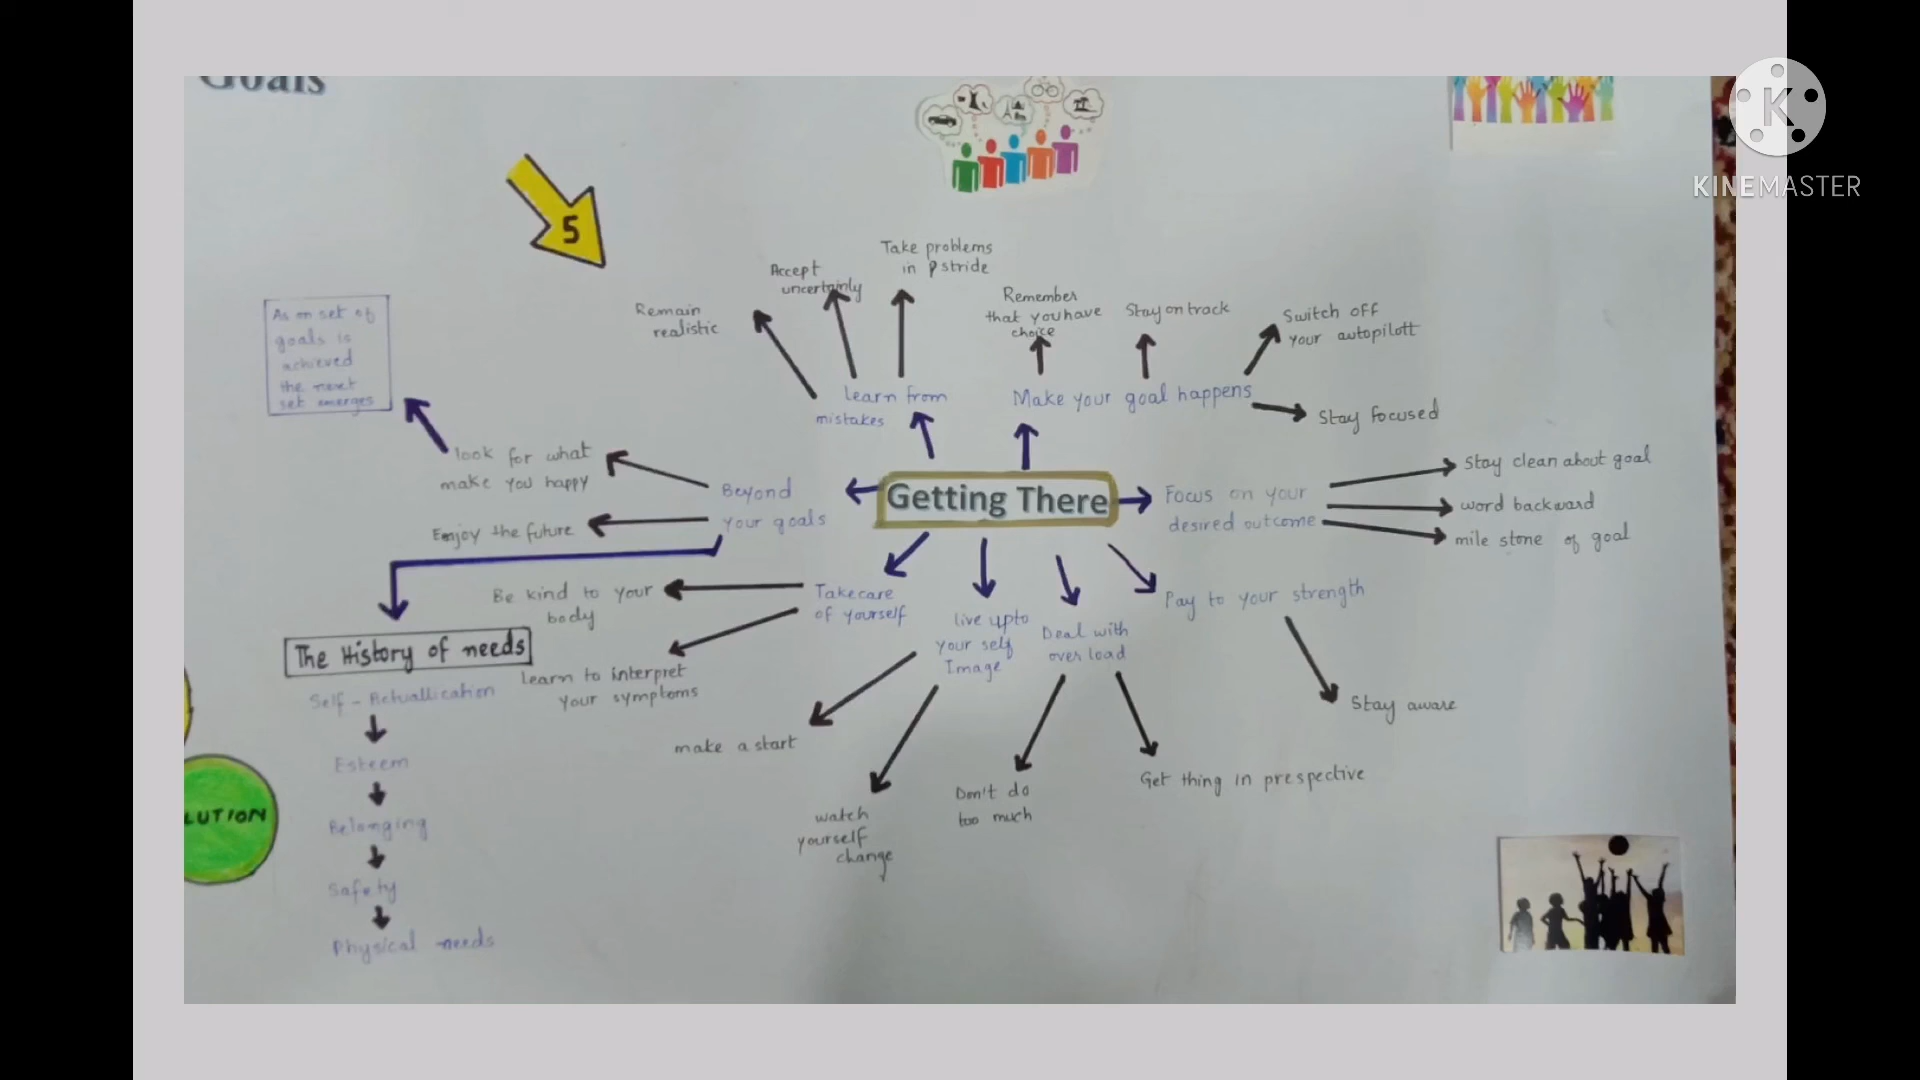 Goals
KINEMASTER
5
Take problems
in stride
Accept
uncertainly
Remain
realistic
Remember
that you have
choice
Stay on track
Switch off
your autopilott
As on set of
goals is
achieved
the next
set emerges
Learn from
mistakes
Make your goal happens
Stay focused
look for what
make you happy
Beyond
your goals
Getting There
Focus on your
desired outcome
Stay clean about goal
word backward
mile stone of goal
Enjoy the future
Be kind to your
body
Take care
of yourself
live upto
your self
Image
Deal with
over load
Pay to your strength
The History of needs
Learn to interpret
your symptoms
Self - Actuallication
Stay aware
make a start
Esteem
Get thing in prespective
Don't do
too much
LUTION
watch
yourself
change
Belonging
Safety
Physical needs